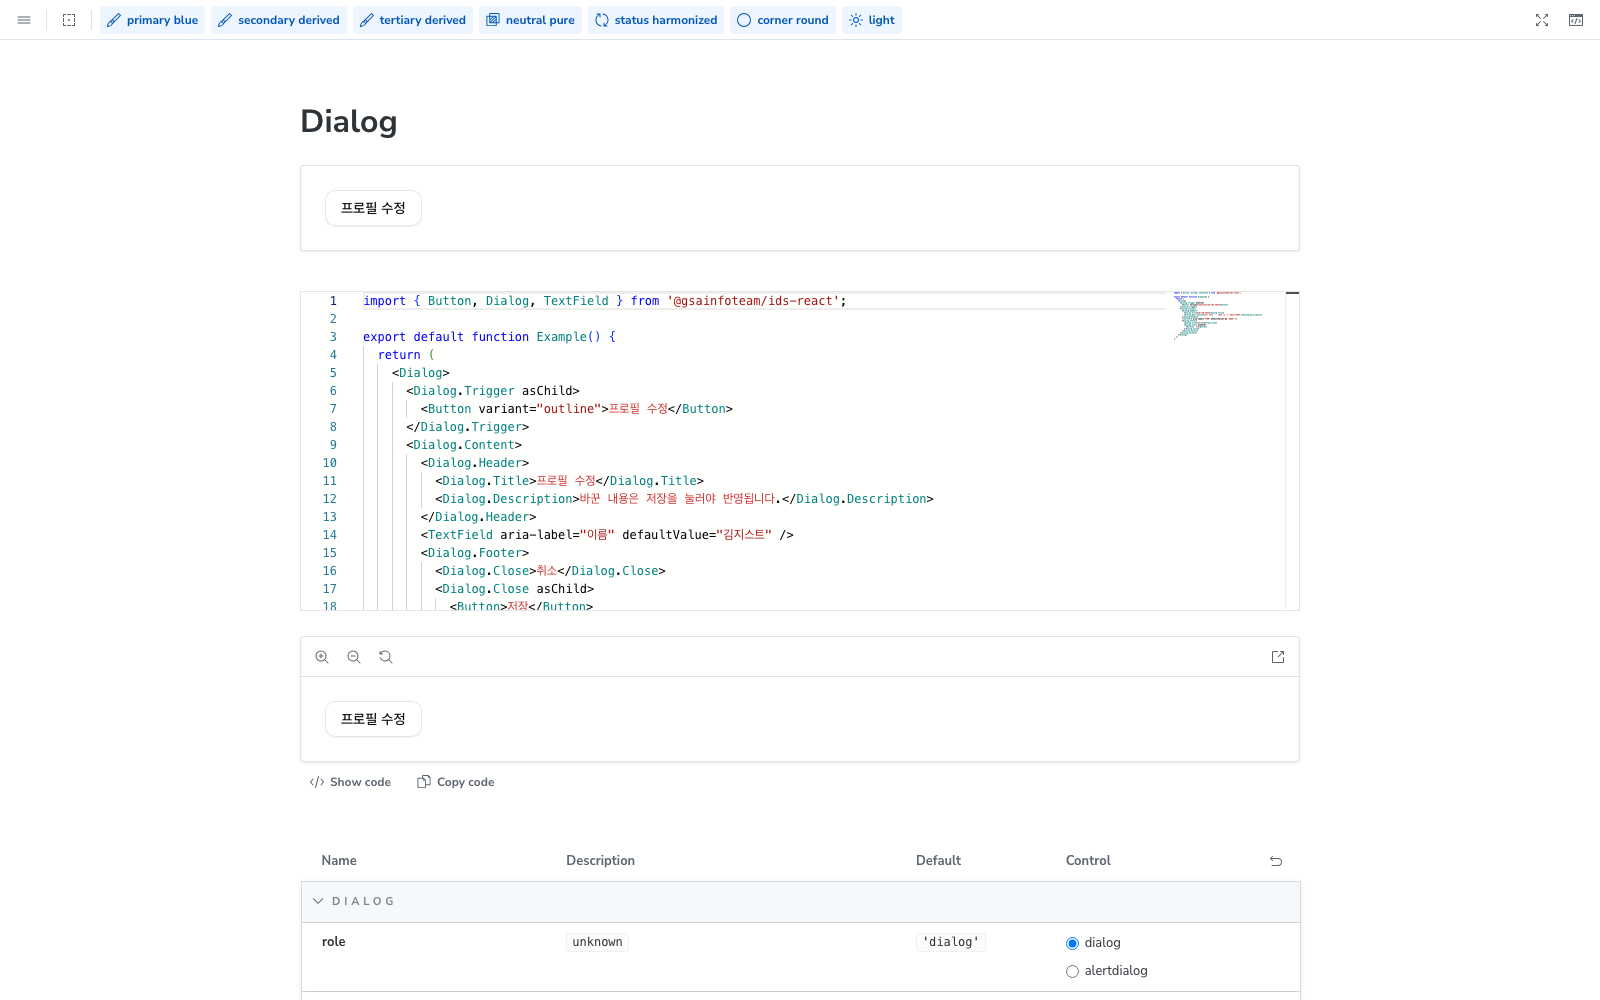 primary blue secondary derived tertiary derived neutral pure status harmonized corner round light
Dialog
프로필 수정
1 import { Button, Dialog, TextField } from '@gsainfoteam/ids-react';
2
3 export default function Example() {
4 return (
5 <Dialog>
6 <Dialog.Trigger asChild>
7 <Button variant="outline">프로필 수정</Button>
8 </Dialog.Trigger>
9 <Dialog.Content>
10 <Dialog.Header>
11 <Dialog.Title>프로필 수정</Dialog.Title>
12 <Dialog.Description>바꾼 내용은 저장을 눌러야 반영됩니다.</Dialog.Description>
13 </Dialog.Header>
14 <TextField aria-label="이름" defaultValue="김지스트" />
15 <Dialog.Footer>
16 <Dialog.Close>취소</Dialog.Close>
17 <Dialog.Close asChild>
18 <Button>저장</Button>
프로필 수정
Show code Copy code
Name Description Default Control
DIALOG
role unknown 'dialog' dialog
alertdialog